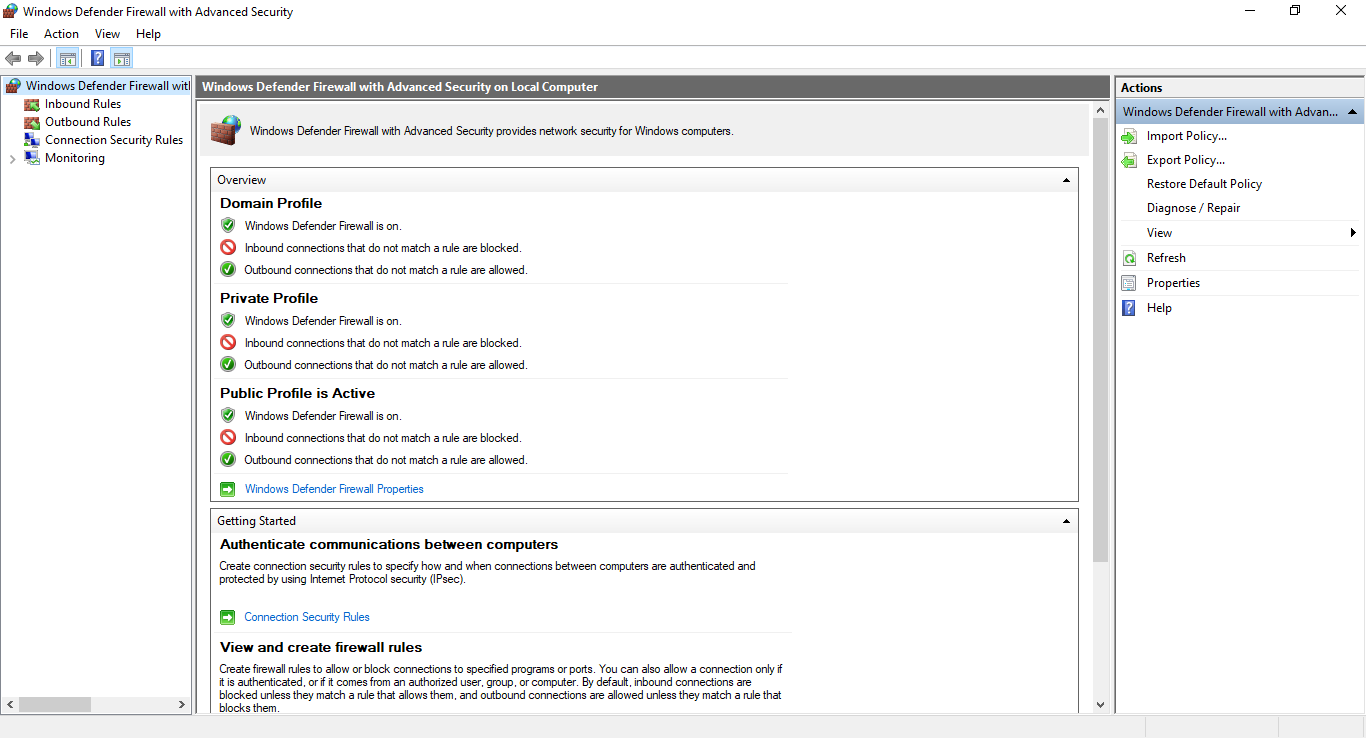 Windows Defender Firewall with Advanced Security
File Action View Help
Windows Defender Firewall wit
Inbound Rules
Outbound Rules
Connection Security Rules
Monitoring
Windows Defender Firewall with Advanced Security on Local Computer
Windows Defender Firewall with Advanced Security provides network security for Windows computers.
Overview
Domain Profile
Windows Defender Firewall is on.
Inbound connections that do not match a rule are blocked.
Outbound connections that do not match a rule are allowed.
Private Profile
Windows Defender Firewall is on.
Inbound connections that do not match a rule are blocked.
Outbound connections that do not match a rule are allowed.
Public Profile is Active
Windows Defender Firewall is on.
Inbound connections that do not match a rule are blocked.
Outbound connections that do not match a rule are allowed.
Windows Defender Firewall Properties
Getting Started
Authenticate communications between computers
Create connection security rules to specify how and when connections between computers are authenticated and
protected by using Internet Protocol security (IPsec).
Connection Security Rules
View and create firewall rules
Create firewall rules to allow or block connections to specified programs or ports. You can also allow a connection only if
it is authenticated, or if it comes from an authorized user, group, or computer. By default, inbound connections are
blocked unless they match a rule that allows them, and outbound connections are allowed unless they match a rule that
blocks them.
Actions
Windows Defender Firewall with Advan...
Import Policy...
Export Policy...
Restore Default Policy
Diagnose / Repair
View
Refresh
Properties
Help